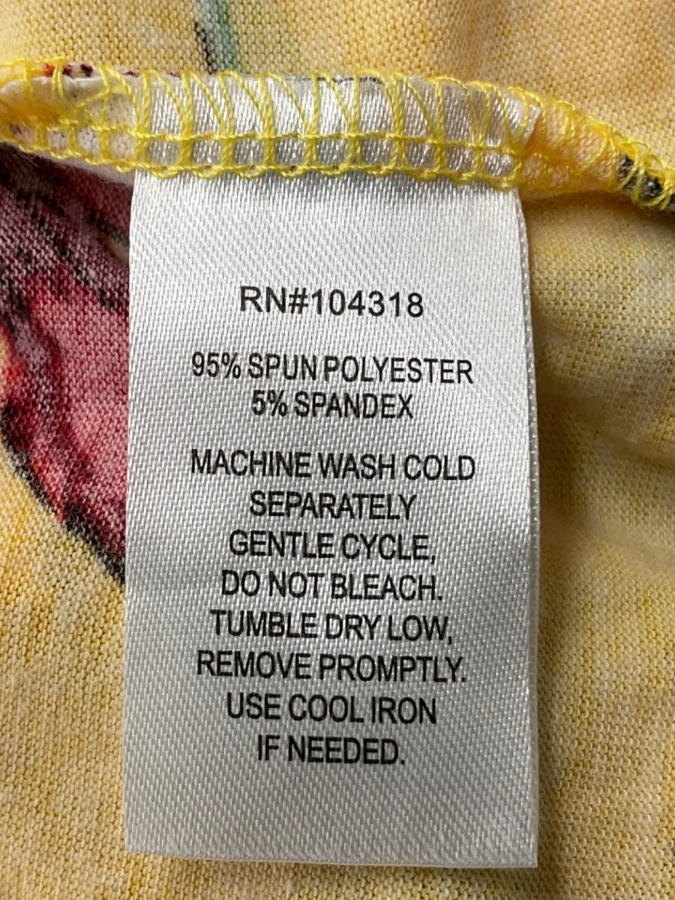 RN#104318
95% SPUN POLYESTER
5% SPANDEX
MACHINE WASH COLD
SEPARATELY
GENTLE CYCLE,
DO NOT BLEACH.
TUMBLE DRY LOW,
REMOVE PROMPTLY.
USE COOL IRON
IF NEEDED.